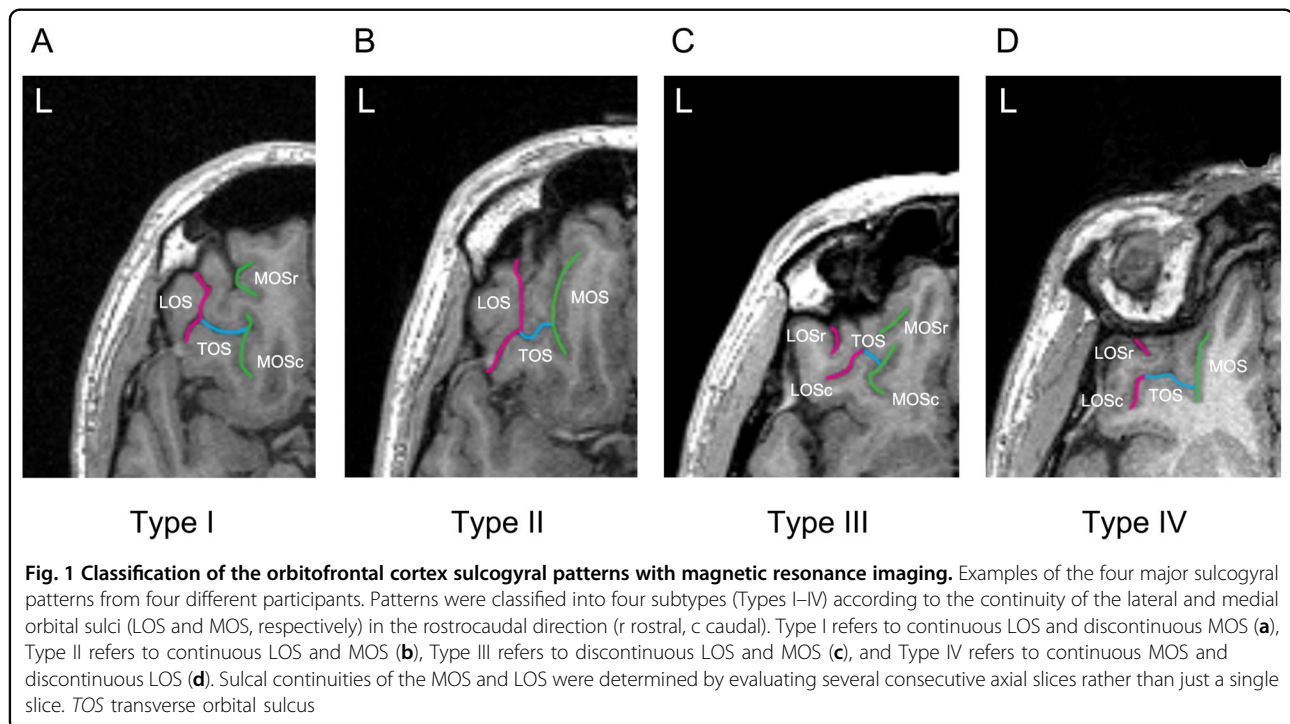 A B C D
L L L L
LOS MOSr TOS MOSc
LOS MOS TOS
LOSr TOS MOSr LOSc MOSc
LOSr MOS LOSc TOS
Type I Type II Type III Type IV
Fig. 1 Classification of the orbitofrontal cortex sulcogyral patterns with magnetic resonance imaging. Examples of the four major sulcogyral
patterns from four different participants. Patterns were classified into four subtypes (Types I–IV) according to the continuity of the lateral and medial
orbital sulci (LOS and MOS, respectively) in the rostrocaudal direction (r rostral, c caudal). Type I refers to continuous LOS and discontinuous MOS (a),
Type II refers to continuous LOS and MOS (b), Type III refers to discontinuous LOS and MOS (c), and Type IV refers to continuous MOS and
discontinuous LOS (d). Sulcal continuities of the MOS and LOS were determined by evaluating several consecutive axial slices rather than just a single
slice. TOS transverse orbital sulcus